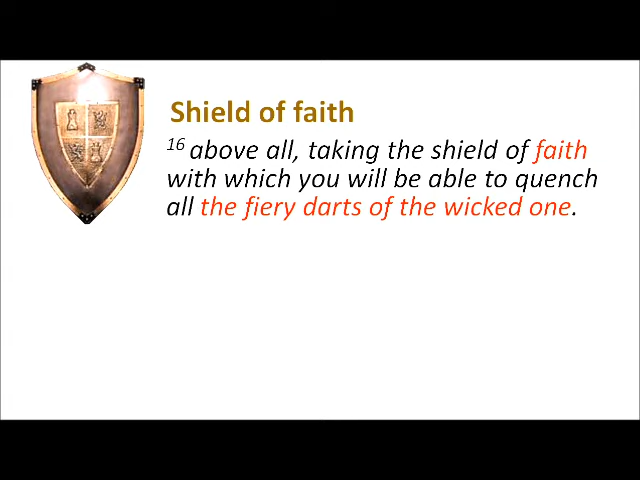 Shield of faith
16 above all, taking the shield of faith
with which you will be able to quench
all the fiery darts of the wicked one.